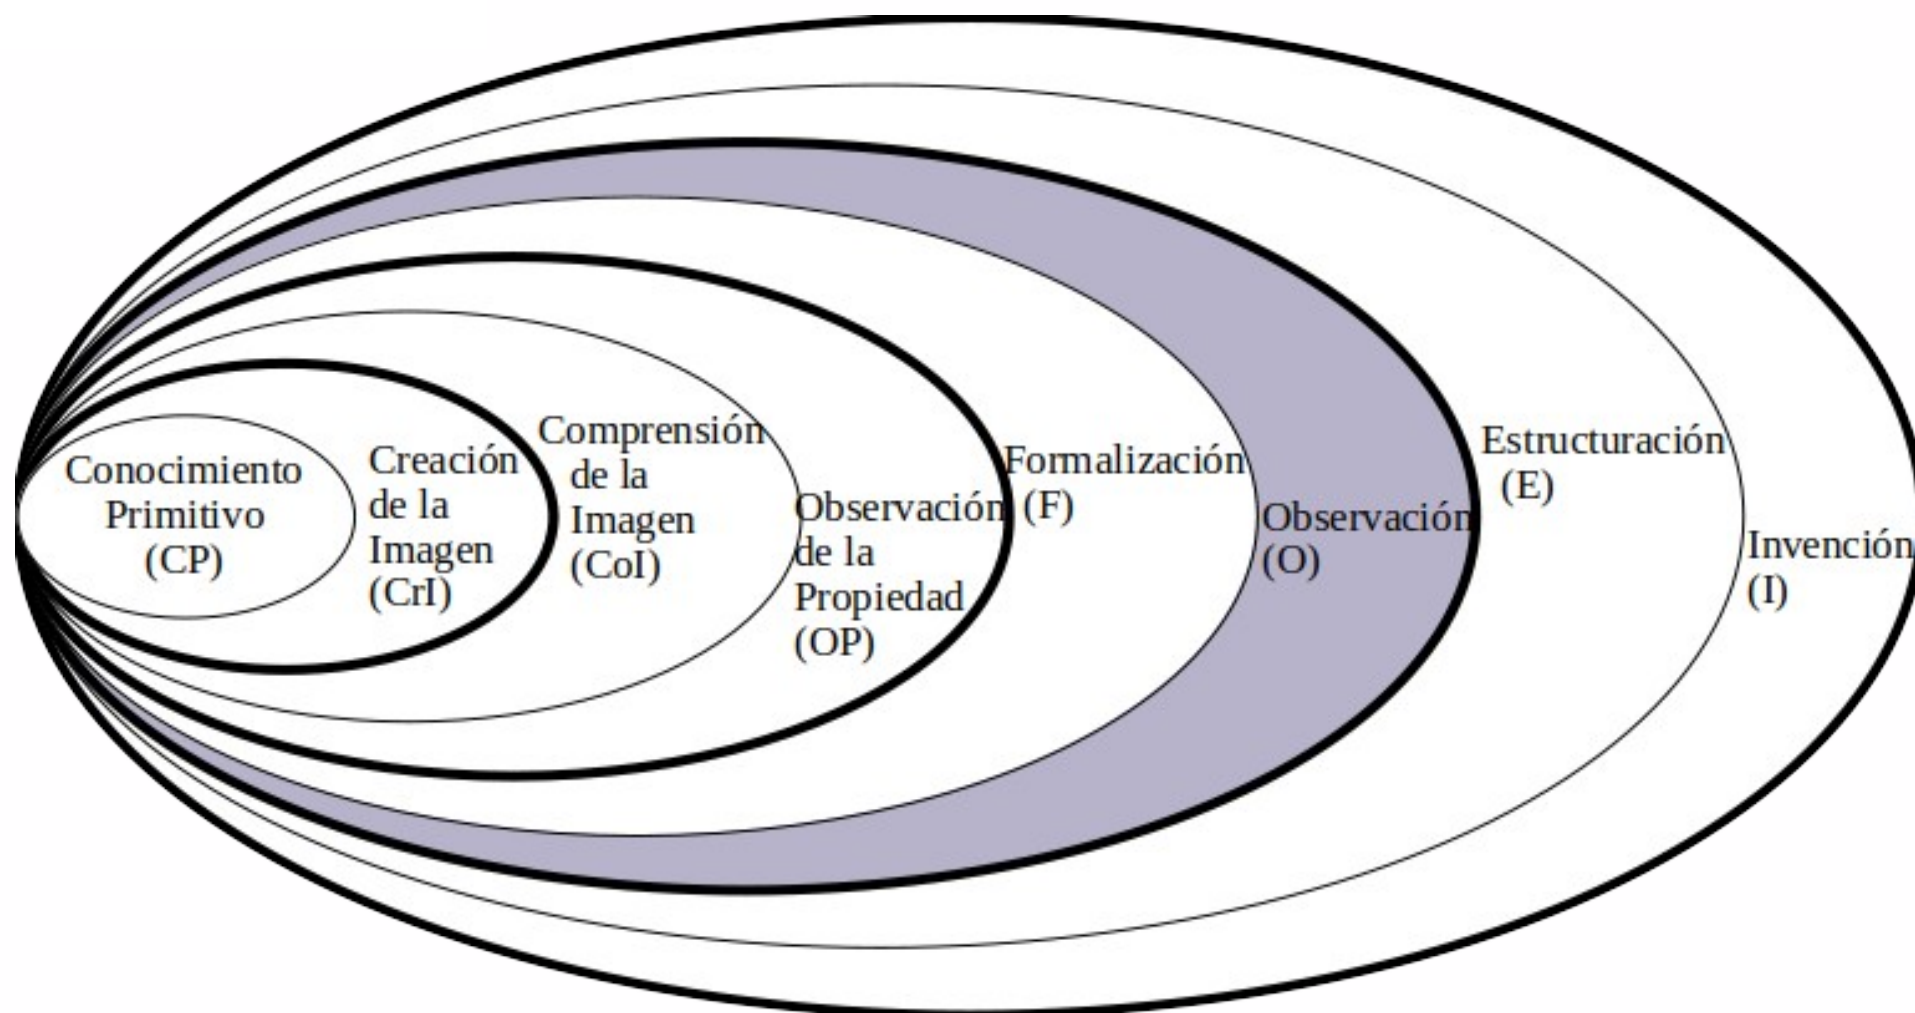 Conocimiento
Primitivo
(CP)
Creación
de la
Imagen
(CrI)
Comprensión
de la
Imagen
(CoI)
Observación
de la
Propiedad
(OP)
Formalización
(F)
Observación
(O)
Estructuración
(E)
Invención
(I)